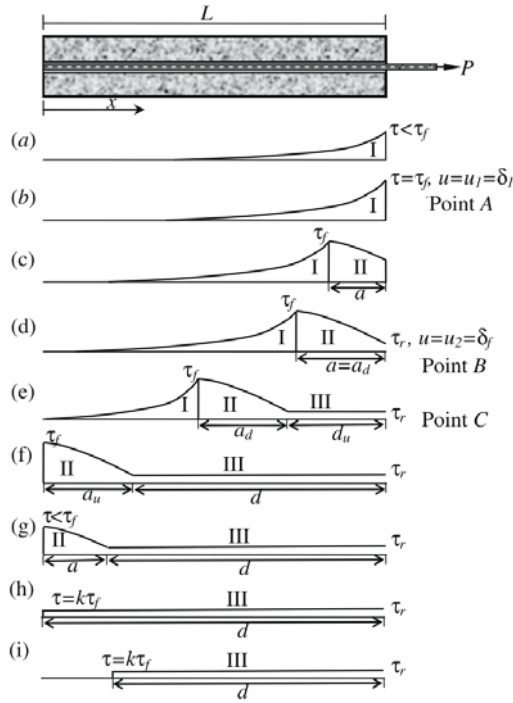 L
P
x
(a) I τ<τf
(b) I τ=τf, u=u1=δ1
Point A
(c) τf I II
a
(d) τf I II τr, u=u2=δf
a=ad Point B
(e) τf I II III τr
ad du Point C
(f) τf II III τr
au d
(g) τ<τf II III τr
a d
(h) τ=kτf III τr
d
(i) τ=kτf III τr
d